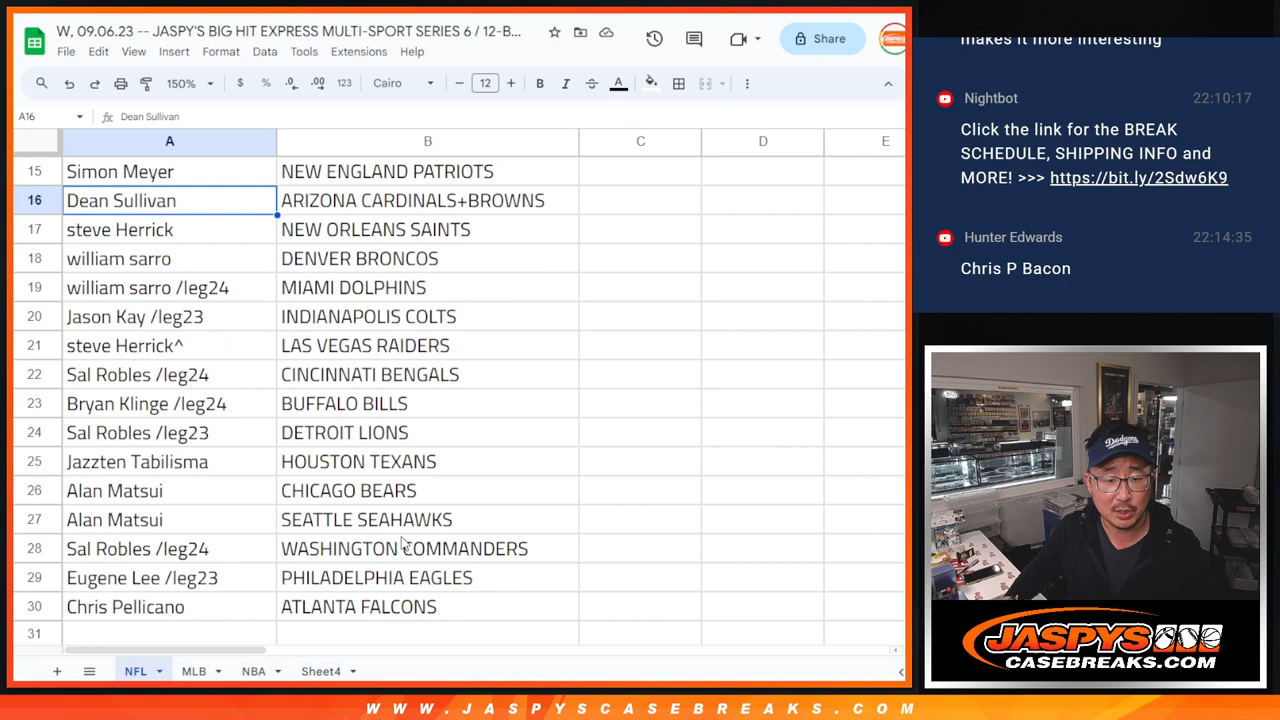 W, 09.06.23 -- JASPY'S BIG HIT EXPRESS MULTI-SPORT SERIES 6 / 12-B...
File Edit View Insert Format Data Tools Extensions Help
Share
150% $ % .0 .00 123 Cairo 12 B I A
A16 Dean Sullivan
A B C D E
15 Simon Meyer NEW ENGLAND PATRIOTS
16 Dean Sullivan ARIZONA CARDINALS+BROWNS
17 steve Herrick NEW ORLEANS SAINTS
18 william sarro DENVER BRONCOS
19 william sarro /leg24 MIAMI DOLPHINS
20 Jason Kay /leg23 INDIANAPOLIS COLTS
21 steve Herrick^ LAS VEGAS RAIDERS
22 Sal Robles /leg24 CINCINNATI BENGALS
23 Bryan Klinge /leg24 BUFFALO BILLS
24 Sal Robles /leg23 DETROIT LIONS
25 Jazzten Tabilisma HOUSTON TEXANS
26 Alan Matsui CHICAGO BEARS
27 Alan Matsui SEATTLE SEAHAWKS
28 Sal Robles /leg24 WASHINGTON COMMANDERS
29 Eugene Lee /leg23 PHILADELPHIA EAGLES
30 Chris Pellicano ATLANTA FALCONS
31
NFL MLB NBA Sheet4
makes it more interesting
Nightbot 22:10:17
Click the link for the BREAK
SCHEDULE, SHIPPING INFO and
MORE! >>> https://bit.ly/2Sdw6K9
Hunter Edwards 22:14:35
Chris P Bacon
Dodgers
JASPYS
CASEBREAKS.COM
WWW.JASPYSCASEBREAKS.COM